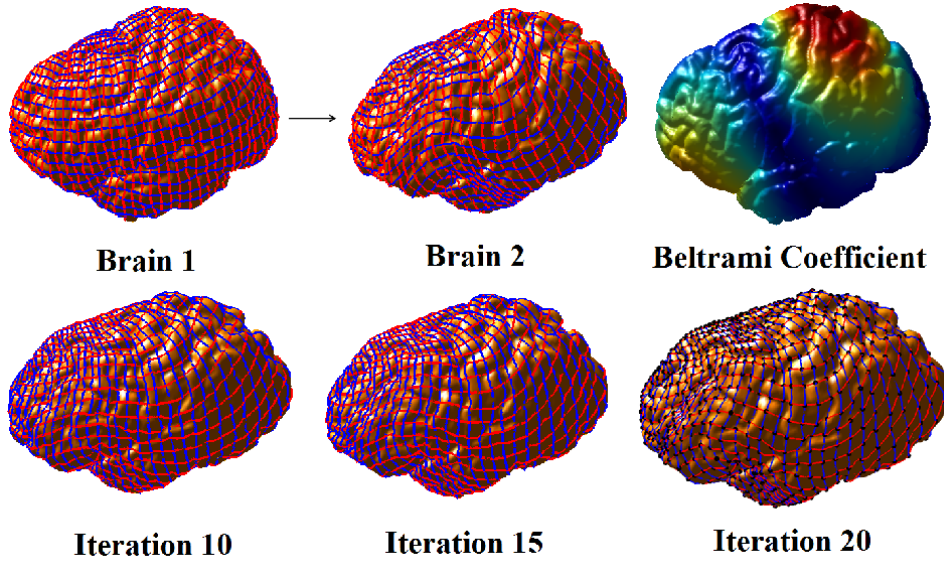 Brain 1
Brain 2
Beltrami Coefficient
Iteration 10
Iteration 15
Iteration 20